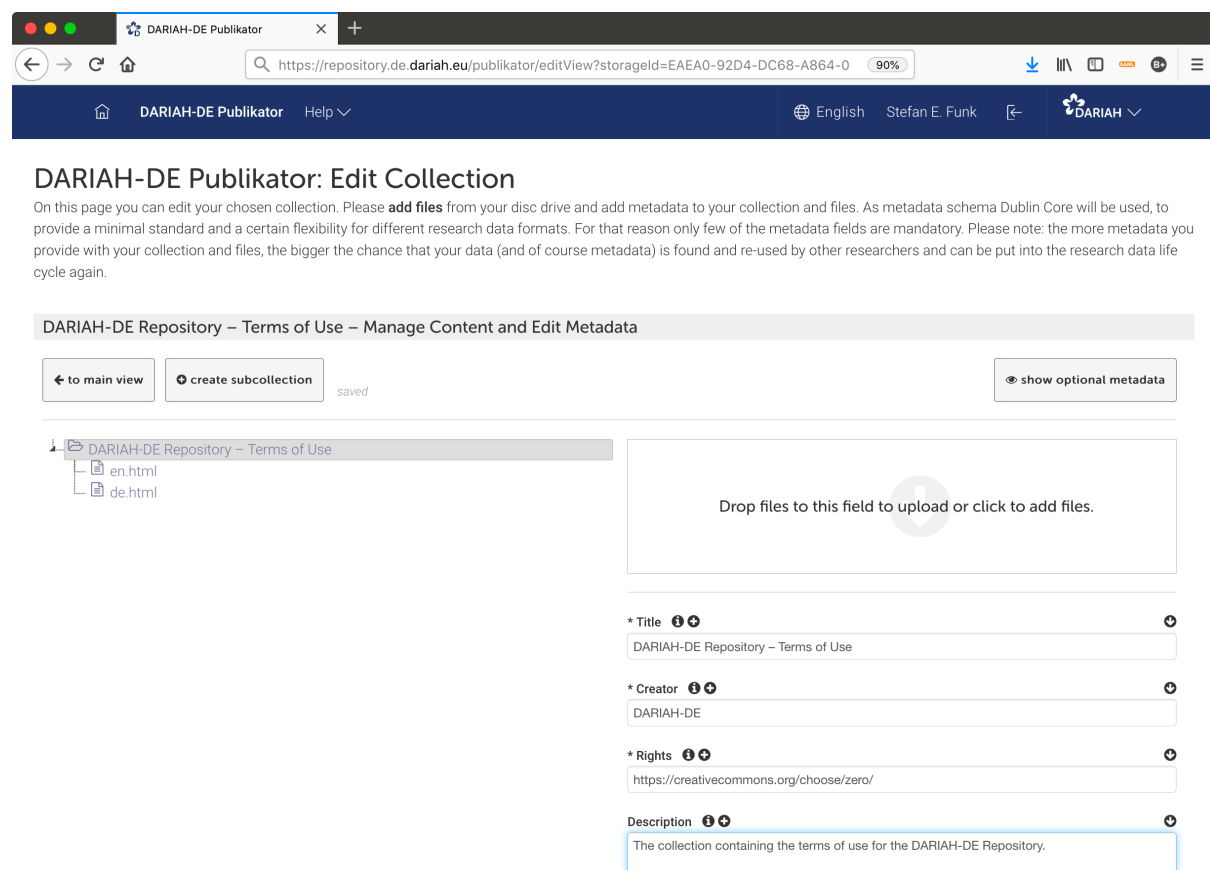 DARIAH-DE Publikator
https://repository.de.dariah.eu/publikator/editView?storageId=EAEA0-92D4-DC68-A864-0 90%
DARIAH-DE Publikator Help English Stefan E. Funk DARIAH
DARIAH-DE Publikator: Edit Collection
On this page you can edit your chosen collection. Please add files from your disc drive and add metadata to your collection and files. As metadata schema Dublin Core will be used, to
provide a minimal standard and a certain flexibility for different research data formats. For that reason only few of the metadata fields are mandatory. Please note: the more metadata you
provide with your collection and files, the bigger the chance that your data (and of course metadata) is found and re-used by other researchers and can be put into the research data life
cycle again.
DARIAH-DE Repository – Terms of Use – Manage Content and Edit Metadata
to main view create subcollection saved show optional metadata
DARIAH-DE Repository – Terms of Use
en.html
de.html
Drop files to this field to upload or click to add files.
* Title
DARIAH-DE Repository – Terms of Use
* Creator
DARIAH-DE
* Rights
https://creativecommons.org/choose/zero/
Description
The collection containing the terms of use for the DARIAH-DE Repository.